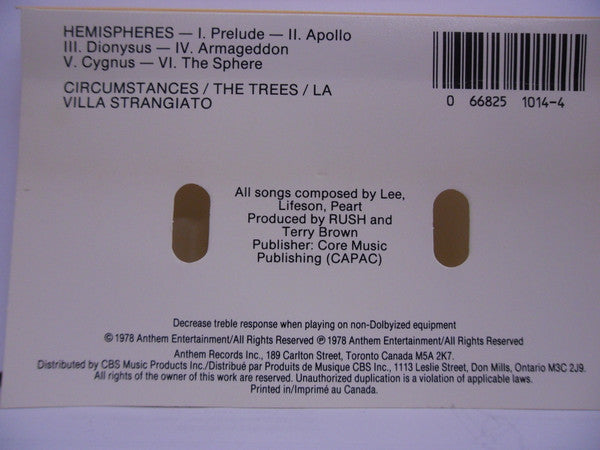 HEMISPHERES — I. Prelude — II. Apollo
III. Dionysus — IV. Armageddon
V. Cygnus — VI. The Sphere
CIRCUMSTANCES / THE TREES / LA
VILLA STRANGIATO
0 66825 1014-4
All songs composed by Lee,
Lifeson, Peart
Produced by RUSH and
Terry Brown
Publisher: Core Music
Publishing (CAPAC)
Decrease treble response when playing on non-Dolbyized equipment
© 1978 Anthem Entertainment/All Rights Reserved ℗ 1978 Anthem Entertainment/All Rights Reserved
Anthem Records Inc., 189 Carlton Street, Toronto Canada M5A 2K7.
Distributed by CBS Music Products Inc./Distribué par Produits de Musique CBS Inc., 1113 Leslie Street, Don Mills, Ontario M3C 2J9.
All rights of the owner of this work are reserved. Unauthorized duplication is a violation of applicable laws.
Printed in/Imprimé au Canada.